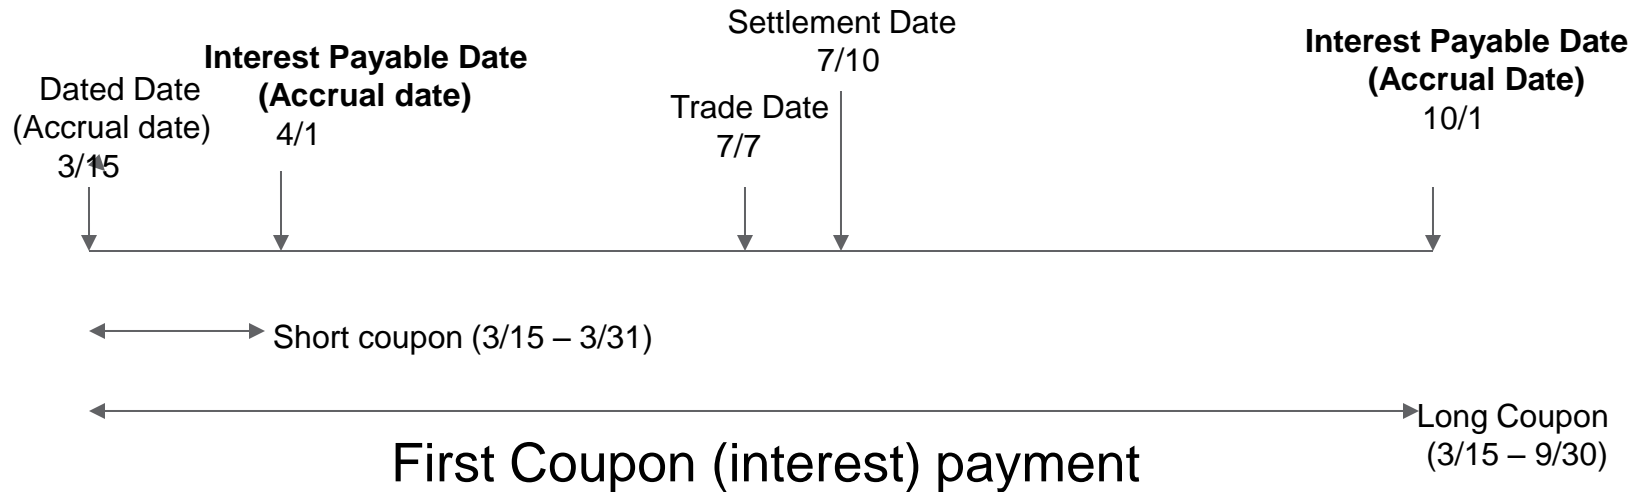 Dated Date
(Accrual date)
3/15
Interest Payable Date
(Accrual date)
4/1
Trade Date
7/7
Settlement Date
7/10
Interest Payable Date
(Accrual Date)
10/1
Short coupon (3/15 – 3/31)
Long Coupon
(3/15 – 9/30)
First Coupon (interest) payment